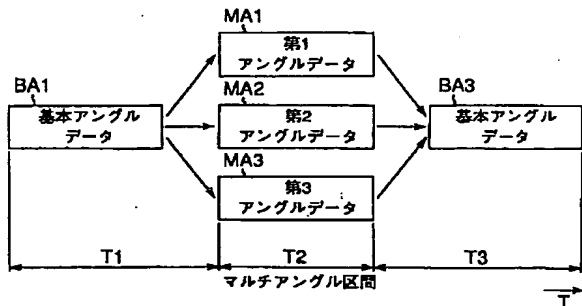 MA1
第1
アングルデータ
BA1
基本アングル
データ
MA2
第2
アングルデータ
BA3
基本アングル
データ
MA3
第3
アングルデータ
T1
T2
T3
マルチアングル区間
T